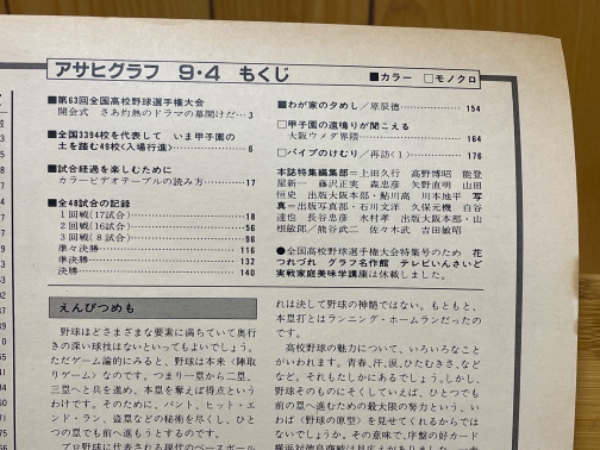 アサヒグラフ 9・4 もくじ
■カラー □モノクロ
■第63回全国高校野球選手権大会
開会式 さあ灼熱のドラマの幕開けだ…3
■全国3394校を代表して いま甲子園の
土を踏む49校〈入場行進〉……6
■試合経過を楽しむために
カラービデオテーブルの読み方……17
■全48試合の記録
1回戦(17試合)……18
2回戦(16試合)……56
3回戦(8試合)……90
準々決勝……116
準決勝……132
決勝……140
■わが家の夕めし/原辰徳……154
□甲子園の遠鳴りが聞こえる
大阪ウメダ界隈……164
□パイプのけむり/再訪〈1〉……176
本誌特集編集部=上田久行 高野博昭 能登
屋新一 藤沢正実 森忠彦 矢野直明 山田
恒史 出版大阪本部・鮎川高 川本地平 写
真=出版写真部・石川文洋 久保元機 白谷
達也 長谷忠彦 水村孝 出版大阪本部・山
根敏郎/熊谷武二 佐々木武 吉田敏昭
●全国高校野球選手権大会特集号のため 花
つれづれ グラフ名作館 テレビいんさいど
実戦家庭美味学講座は休載しました。
えんぴつめも
野球ほどさまざまな要素に満ちていて奥行
きの深い球技はないといってもよいでしょう。
ただゲーム論的にみると、野球は本来〈陣取
りゲーム〉なのです。つまり一塁から二塁、
三塁へと兵を進め、本塁を奪えば得点という
わけです。そのために、バント、ヒット・エ
ンド・ラン、盗塁などの秘術を尽くし、ひと
つの塁でも前へ進もうとするのです。
プロ野球に代表される現代のベースボール
れは決して野球の神髄ではない。もともと、
本塁打とはランニング・ホームランだったの
です。
高校野球の魅力について、いろいろなこと
がいわれます。青春、汗、涙、ひたむきさ、など
など。それもたしかにあるでしょう。しかし、
野球そのものにそくしていえば、ひとつでも
前の塁へ進むための最大限の努力という、い
わば〈野球の原型〉を見せてくれるからでは
ないでしょうか。その意味で、序盤の好カード